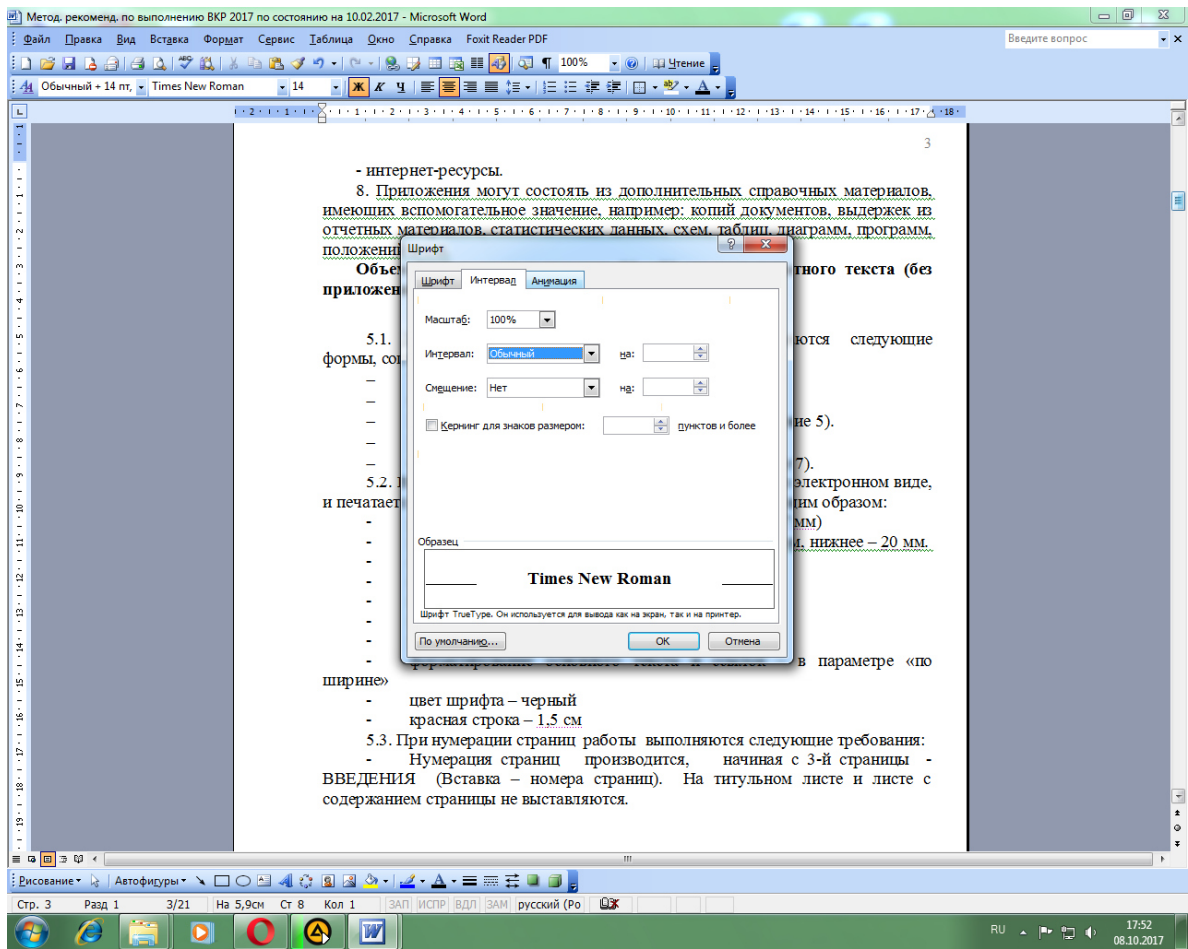 Метод. рекоменд. по выполнению ВКР 2017 по состоянию на 10.02.2017 - Microsoft Word
Файл Правка Вид Вставка Формат Сервис Таблица Окно Справка Foxit Reader PDF Введите вопрос
100% Чтение
Обычный + 14 пт, Times New Roman 14 Ж К Ч
3
- интернет-ресурсы.
8. Приложения могут состоять из дополнительных справочных материалов,
имеющих вспомогательное значение, например: копий документов, выдержек из
отчетных материалов, статистических данных, схем, таблиц, диаграмм, программ,
положений
Шрифт
Объем тного текста (без
приложен
Шрифт Интервал Анимация
Масштаб: 100%
5.1. ются следующие
формы, сог
Интервал: Обычный на:
Смещение: Нет на:
ие 5).
Кернинг для знаков размером: пунктов и более
7).
5.2. электронном виде,
и печатает им образом:
мм)
м, нижнее – 20 мм.
Образец
Times New Roman
Шрифт TrueType. Он используется для вывода как на экран, так и на принтер.
По умолчанию... ОК Отмена
- форматирование основного текста и ссылок – в параметре «по
ширине»
- цвет шрифта – черный
- красная строка – 1,5 см
5.3. При нумерации страниц работы выполняются следующие требования:
- Нумерация страниц производится, начиная с 3-й страницы -
ВВЕДЕНИЯ (Вставка – номера страниц). На титульном листе и листе с
содержанием страницы не выставляются.
Рисование Автофигуры
Стр. 3 Разд 1 3/21 На 5,9см Ст 8 Кол 1 ЗАП ИСПР ВДЛ ЗАМ русский (Ро
RU 17:52
08.10.2017